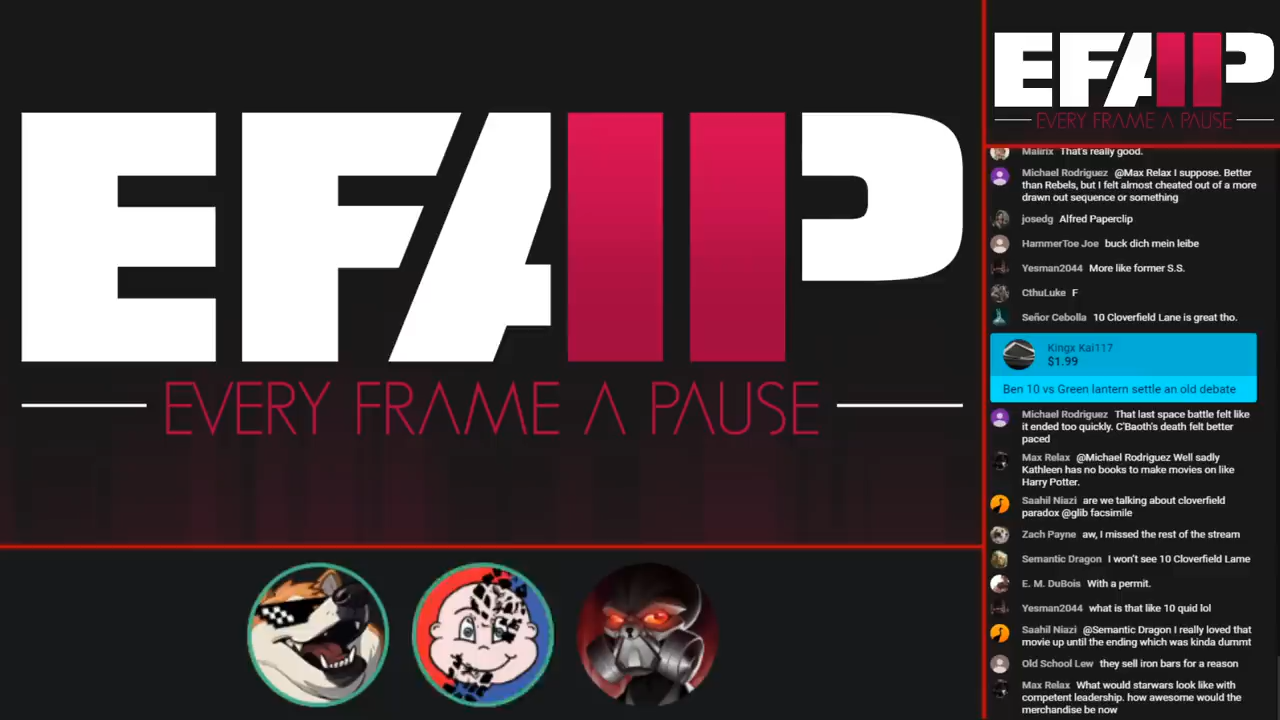 EFAP
EVERY FRAME A PAUSE
EFAP
EVERY FRAME A PAUSE
Malirix That's really good.
Michael Rodriguez @Max Relax I suppose. Better
than Rebels, but I felt almost cheated out of a more
drawn out sequence or something
josedg Alfred Paperclip
HammerToe Joe buck dich mein leibe
Yesman2044 More like former S.S.
CthuLuke F
Señor Cebolla 10 Cloverfield Lane is great tho.
Kingx Kai117
$1.99
Ben 10 vs Green lantern settle an old debate
Michael Rodriguez That last space battle felt like
it ended too quickly. C'Baoth's death felt better
paced
Max Relax @Michael Rodriguez Well sadly
Kathleen has no books to make movies on like
Harry Potter.
Saahil Niazi are we talking about cloverfield
paradox @glib facsimile
Zach Payne aw, I missed the rest of the stream
Semantic Dragon I won't see 10 Cloverfield Lame
E. M. DuBois With a permit.
Yesman2044 what is that like 10 quid lol
Saahil Niazi @Semantic Dragon I really loved that
movie up until the ending which was kinda dummt
Old School Lew they sell iron bars for a reason
Max Relax What would starwars look like with
competent leadership. how awesome would the
merchandise be now